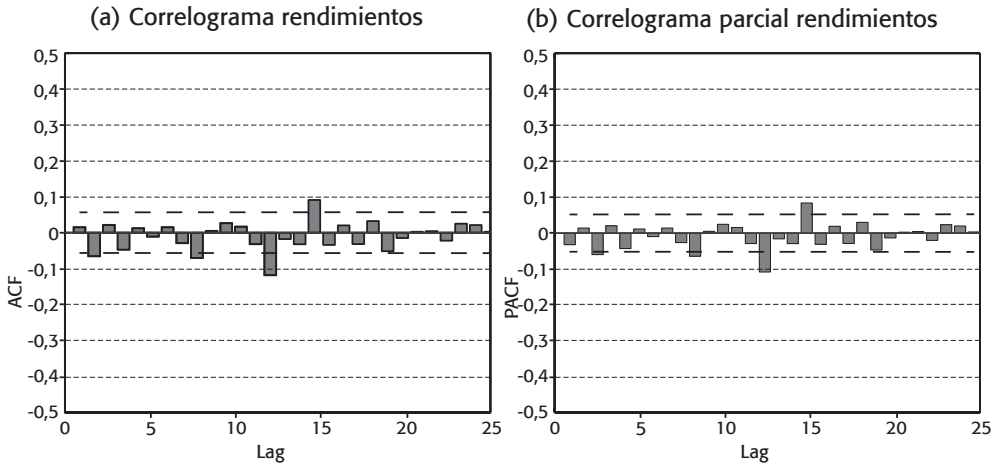 (a) Correlograma rendimientos
0,5
0,4
0,3
0,2
0,1
0
-0,1
-0,2
-0,3
-0,4
-0,5
ACF
0 5 10 15 20 25
Lag
(b) Correlograma parcial rendimientos
0,5
0,4
0,3
0,2
0,1
0
-0,1
-0,2
-0,3
-0,4
-0,5
PACF
0 5 10 15 20 25
Lag